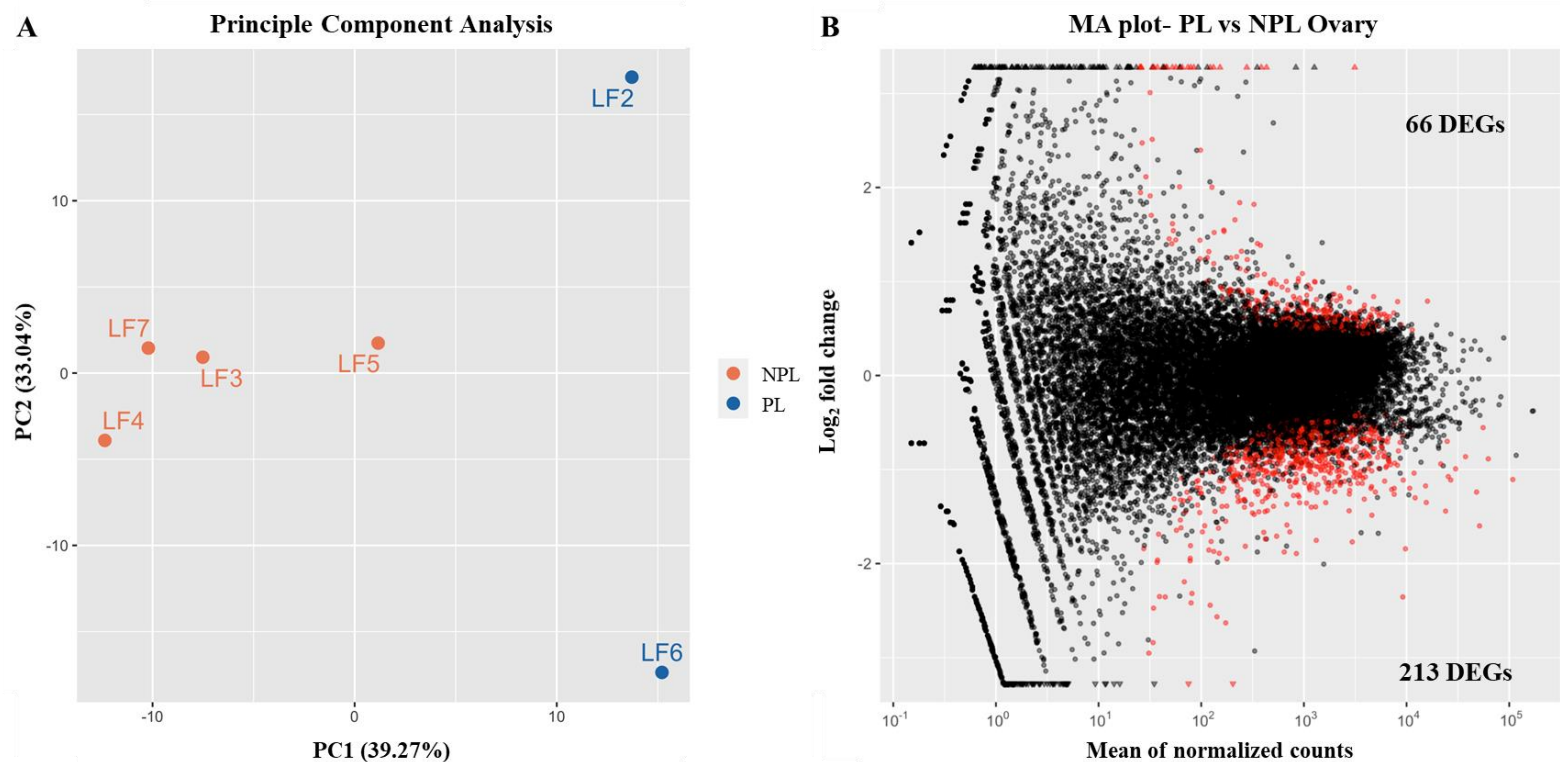 A
Principle Component Analysis
PC2 (33.04%)
10
0
-10
LF2
LF7
LF3
LF5
LF4
LF6
-10
0
10
PC1 (39.27%)
NPL
PL
B
MA plot- PL vs NPL Ovary
Log₂ fold change
2
0
-2
66 DEGs
213 DEGs
10⁻¹
10⁰
10¹
10²
10³
10⁴
10⁵
Mean of normalized counts